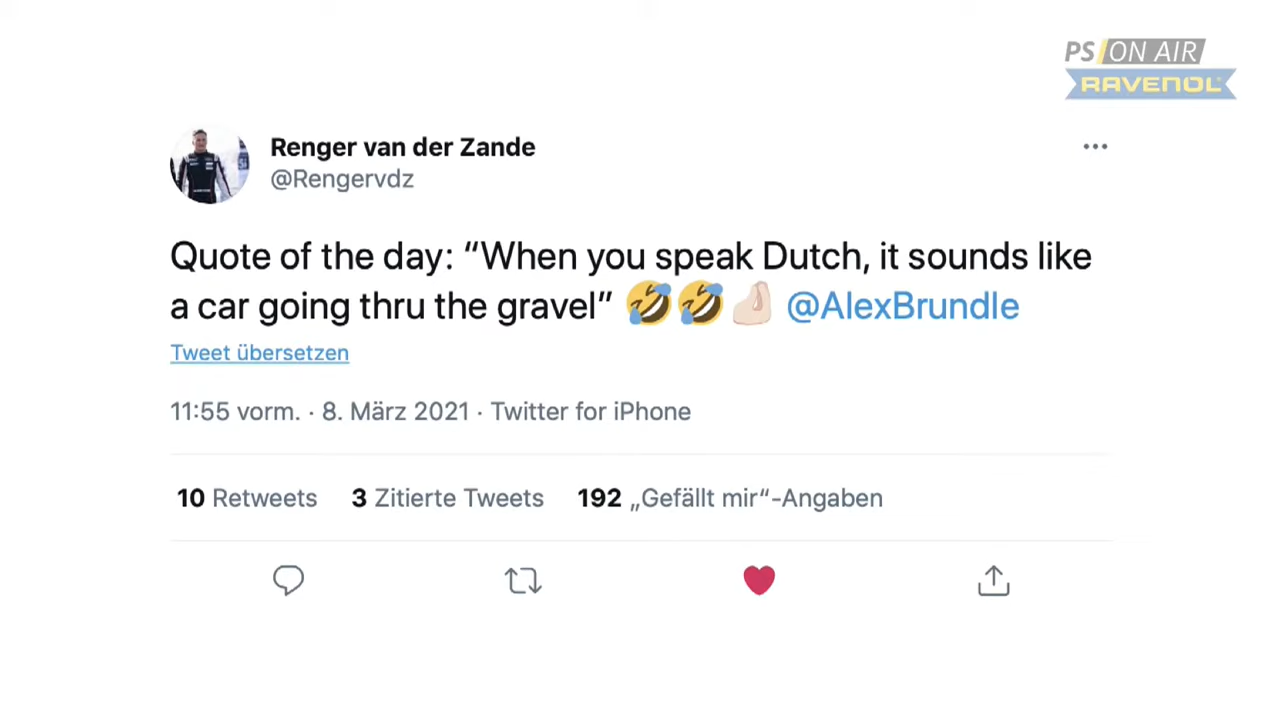 PS ON AIR
RAVENOL
Renger van der Zande
@Rengervdz
Quote of the day: “When you speak Dutch, it sounds like
a car going thru the gravel” 🤣🤣🤌🏻 @AlexBrundle
Tweet übersetzen
11:55 vorm. · 8. März 2021 · Twitter for iPhone
10 Retweets 3 Zitierte Tweets 192 „Gefällt mir“-Angaben